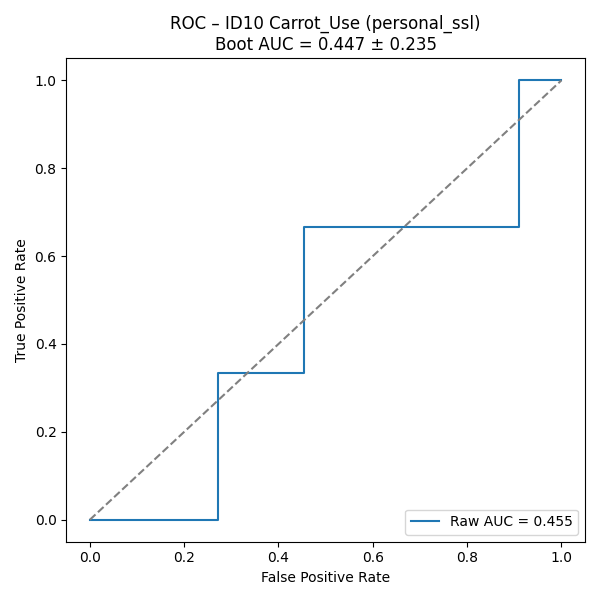 ROC – ID10 Carrot_Use (personal_ssl)
Boot AUC = 0.447 ± 0.235
True Positive Rate
1.0
0.8
0.6
0.4
0.2
0.0
Raw AUC = 0.455
0.0 0.2 0.4 0.6 0.8 1.0
False Positive Rate